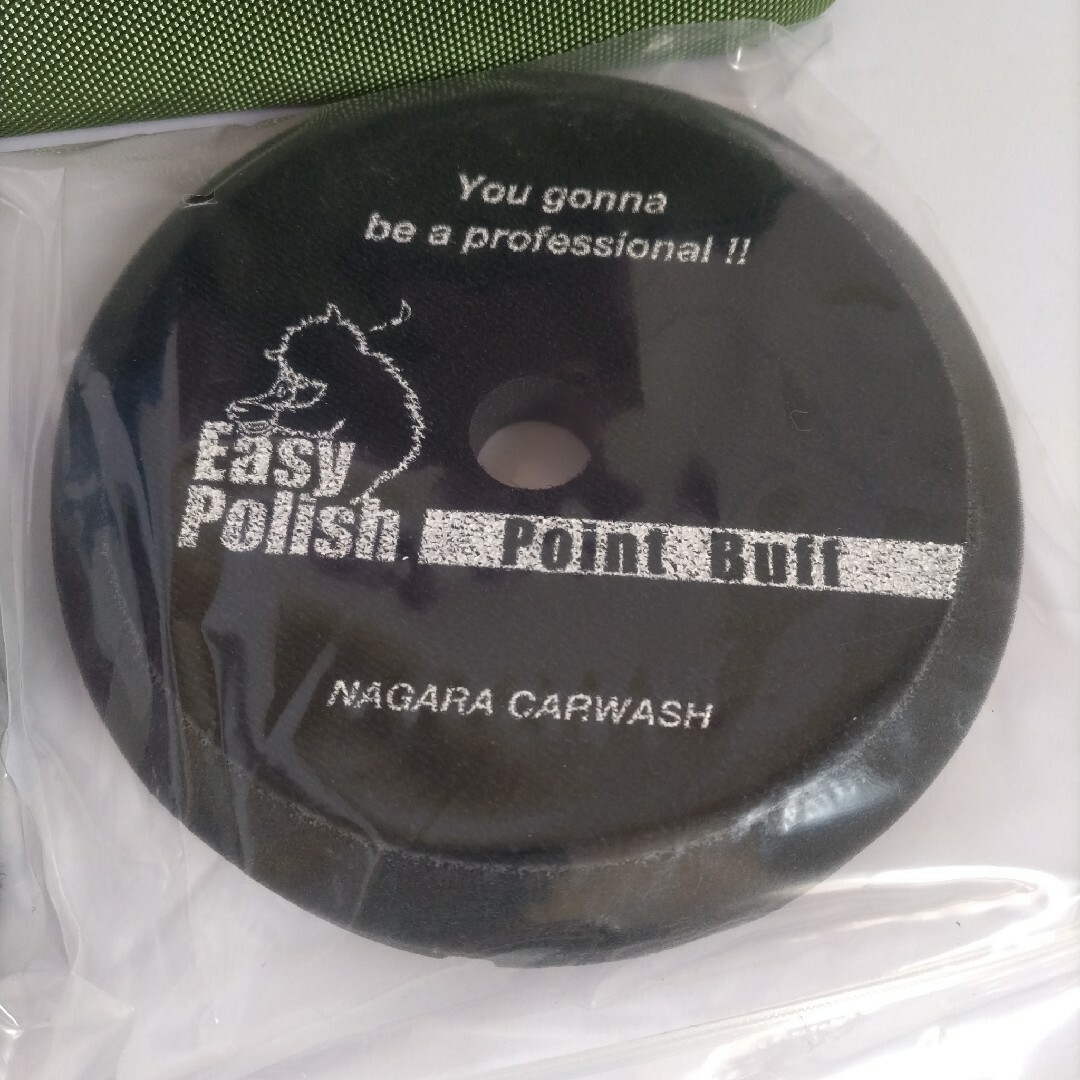 You gonna
be a professional !!
Easy
Polish
Point Buff
NAGARA CARWASH